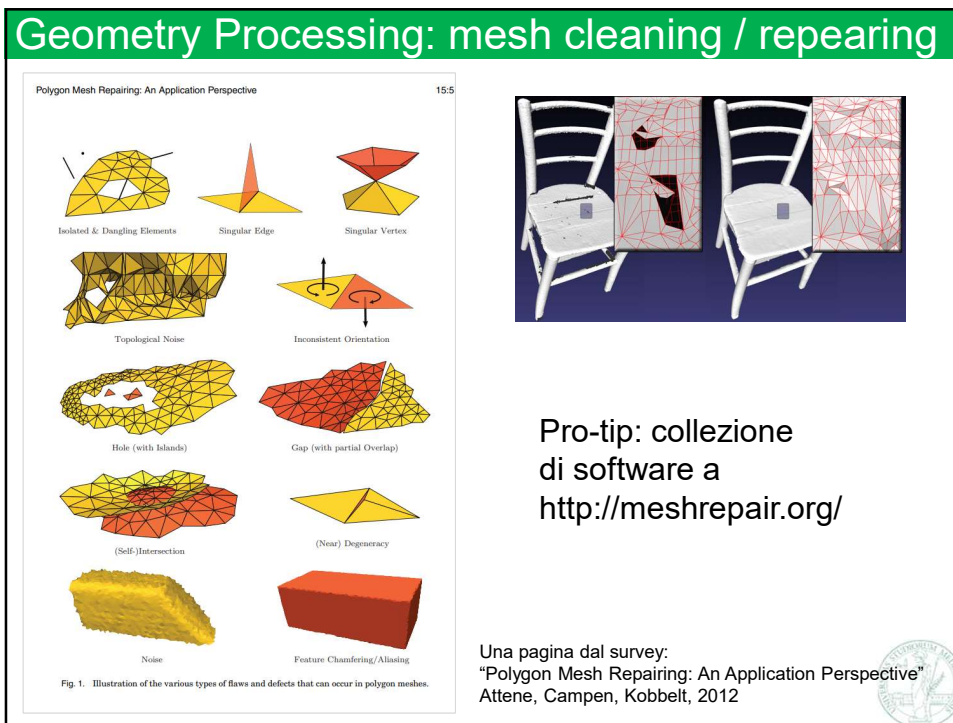 Geometry Processing: mesh cleaning / repearing
Polygon Mesh Repairing: An Application Perspective 15:5
Isolated & Dangling Elements Singular Edge Singular Vertex
Topological Noise Inconsistent Orientation
Hole (with Islands) Gap (with partial Overlap)
(Self-)Intersection (Near) Degeneracy
Noise Feature Chamfering/Aliasing
Fig. 1. Illustration of the various types of flaws and defects that can occur in polygon meshes.
Pro-tip: collezione
di software a
http://meshrepair.org/
Una pagina dal survey:
“Polygon Mesh Repairing: An Application Perspective”
Attene, Campen, Kobbelt, 2012